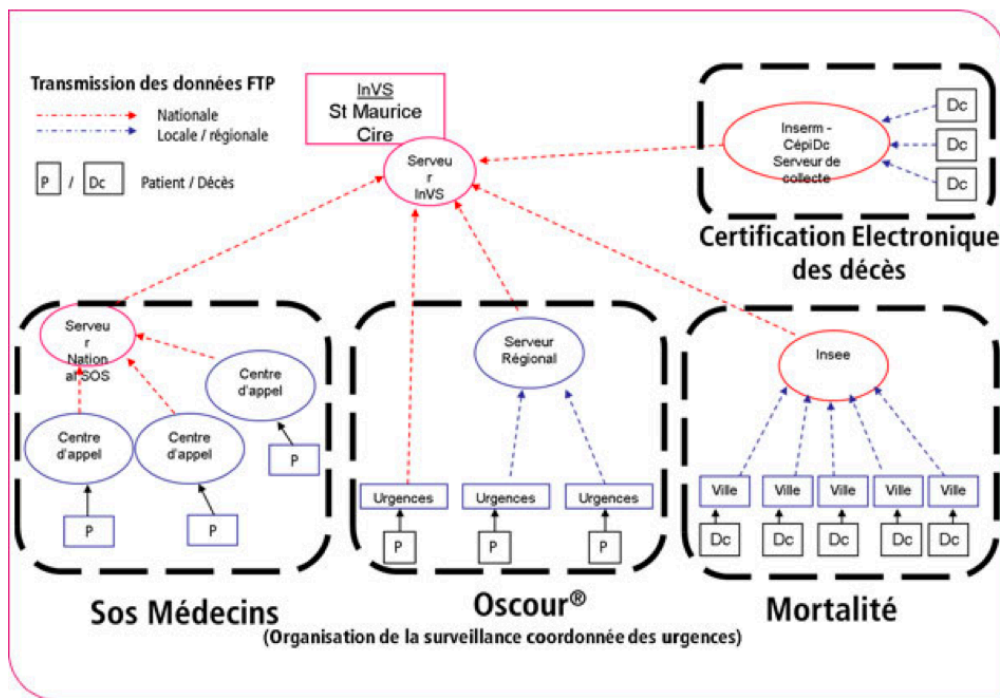 Transmission des données FTP
Nationale
Locale / régionale
P / Dc Patient / Décès
InVS
St Maurice
Cire
Serveu
r
InVS
Inserm -
CépiDc
Serveur de
collecte
Dc
Dc
Dc
Certification Electronique
des décès
Serveu
r
Nation
al SOS
Centre
d'appel
Centre
d'appel
Centre
d'appel
P
P
P
Sos Médecins
Serveur
Régional
Urgences
Urgences
Urgences
P
P
P
Oscour®
(Organisation de la surveillance coordonnée des urgences)
Insee
Ville
Ville
Ville
Ville
Ville
Dc
Dc
Dc
Dc
Dc
Mortalité